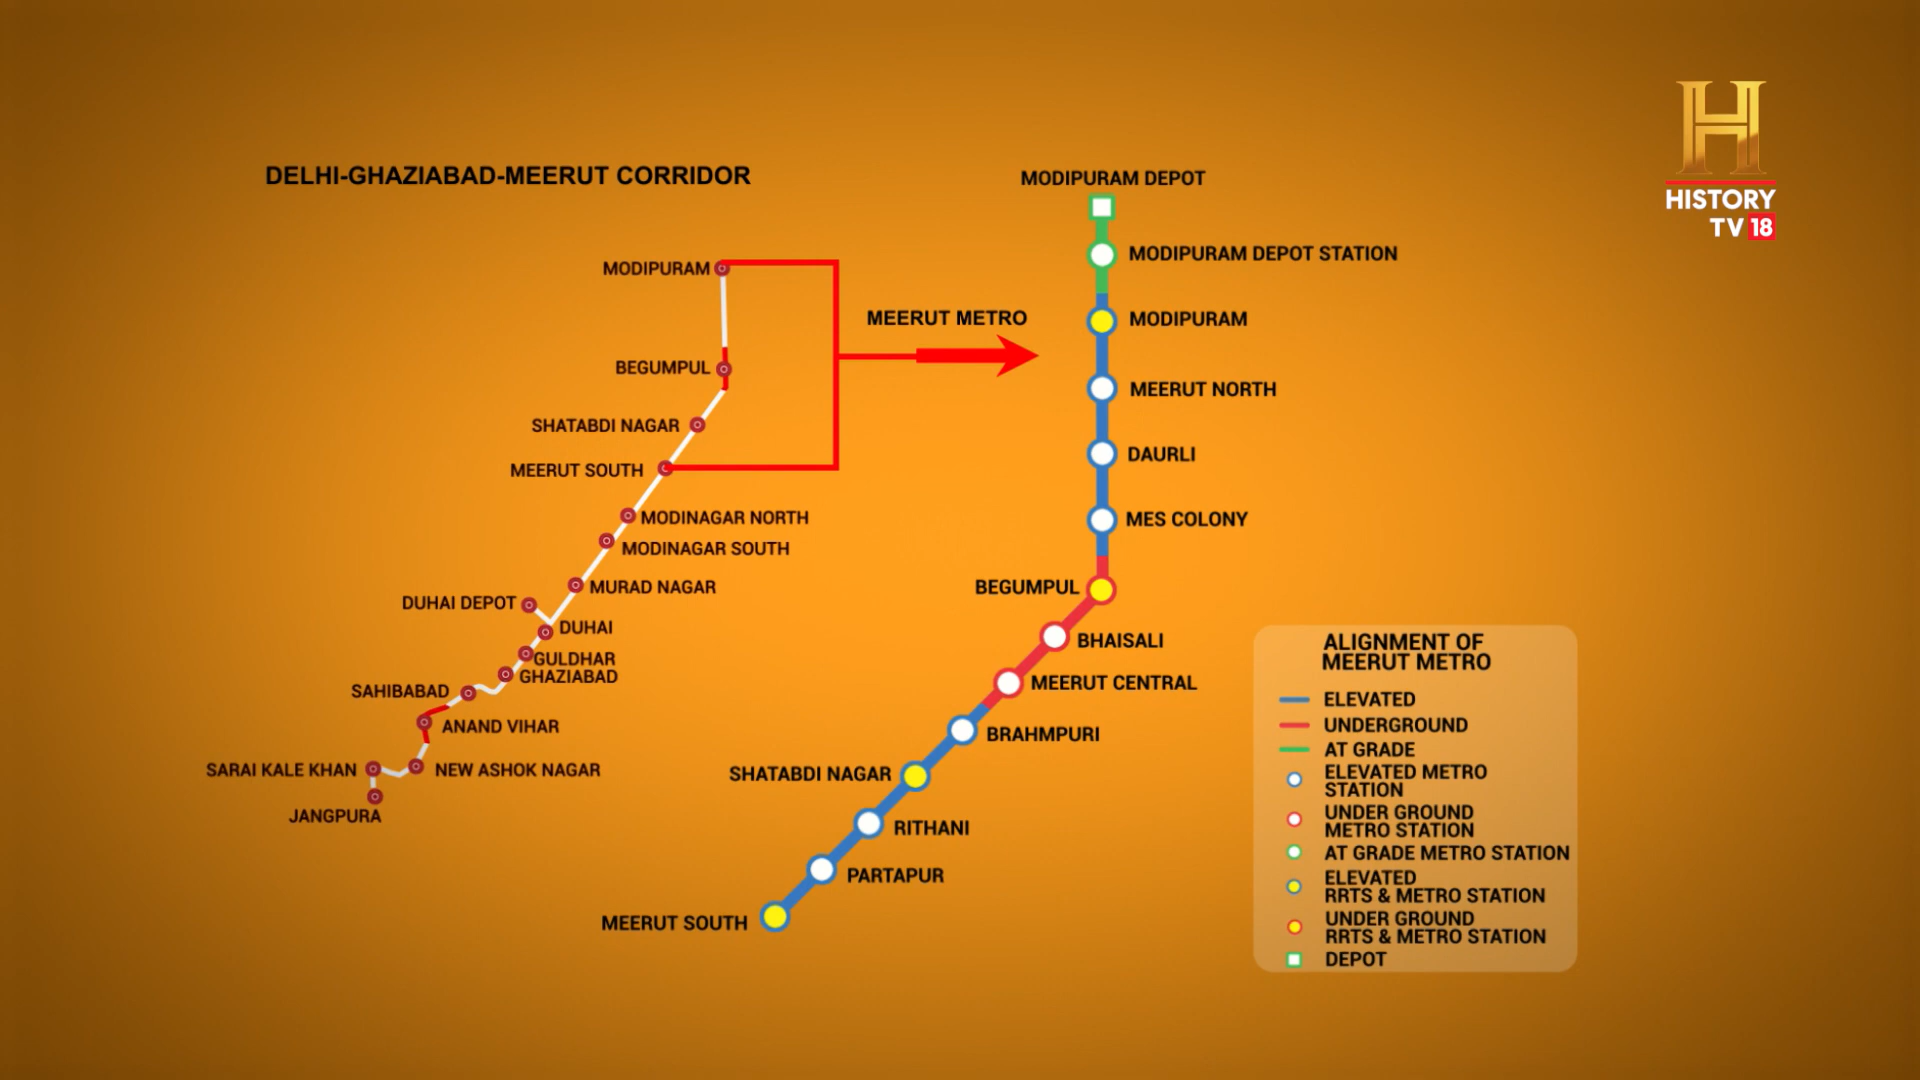 HISTORY
TV 18
DELHI-GHAZIABAD-MEERUT CORRIDOR
MODIPURAM
BEGUMPUL
SHATABDI NAGAR
MEERUT SOUTH
MODINAGAR NORTH
MODINAGAR SOUTH
MURAD NAGAR
DUHAI DEPOT
DUHAI
GULDHAR
GHAZIABAD
SAHIBABAD
ANAND VIHAR
SARAI KALE KHAN
NEW ASHOK NAGAR
JANGPURA
MEERUT METRO
MODIPURAM DEPOT
MODIPURAM DEPOT STATION
MODIPURAM
MEERUT NORTH
DAURLI
MES COLONY
BEGUMPUL
BHAISALI
MEERUT CENTRAL
BRAHMPURI
SHATABDI NAGAR
RITHANI
PARTAPUR
MEERUT SOUTH
ALIGNMENT OF
MEERUT METRO
ELEVATED
UNDERGROUND
AT GRADE
ELEVATED METRO
STATION
UNDER GROUND
METRO STATION
AT GRADE METRO STATION
ELEVATED
RRTS & METRO STATION
UNDER GROUND
RRTS & METRO STATION
DEPOT